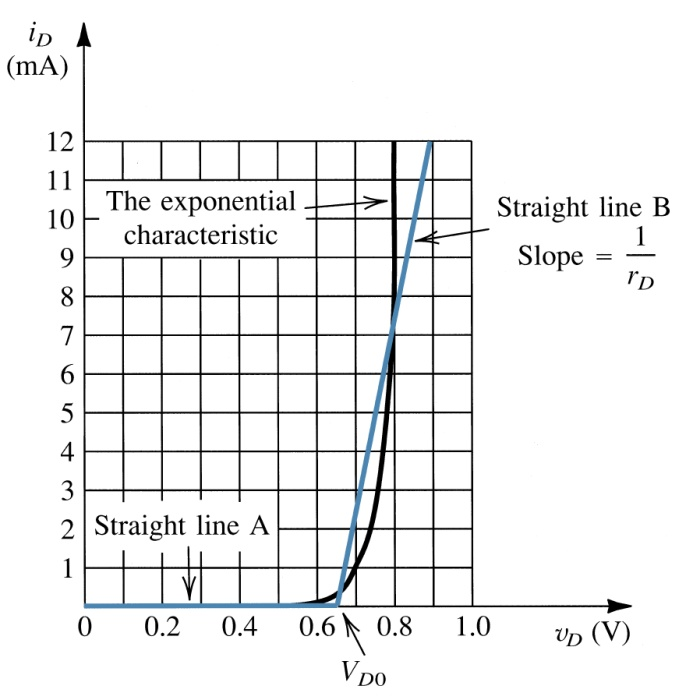 i_D
(mA)
12
11
10
9
8
7
6
5
4
3
2
1
The exponential
characteristic
Straight line B
Slope = 1/r_D
Straight line A
0 0.2 0.4 0.6 0.8 1.0
v_D (V)
V_D0